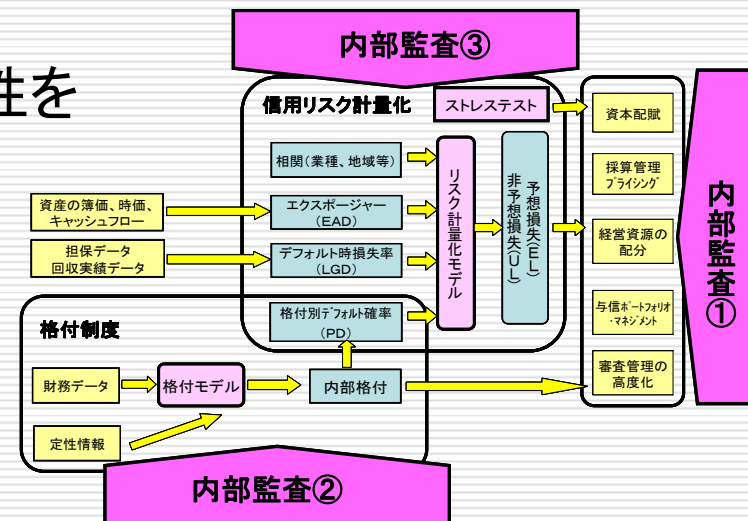 内部監査③
性を
信用リスク計量化
ストレステスト
相関(業種、地域等)
資産の簿価、時価、
キャッシュフロー
エクスポージャー
(EAD)
担保データ
回収実績データ
デフォルト時損失率
(LGD)
格付別デフォルト確率
(PD)
リスク計量化モデル
予想損失(EL)
非予想損失(UL)
資本配賦
採算管理
プライシング
経営資源の
配分
与信ポートフォリオ
・マネジメント
審査管理の
高度化
内部監査①
格付制度
財務データ
格付モデル
内部格付
定性情報
内部監査②